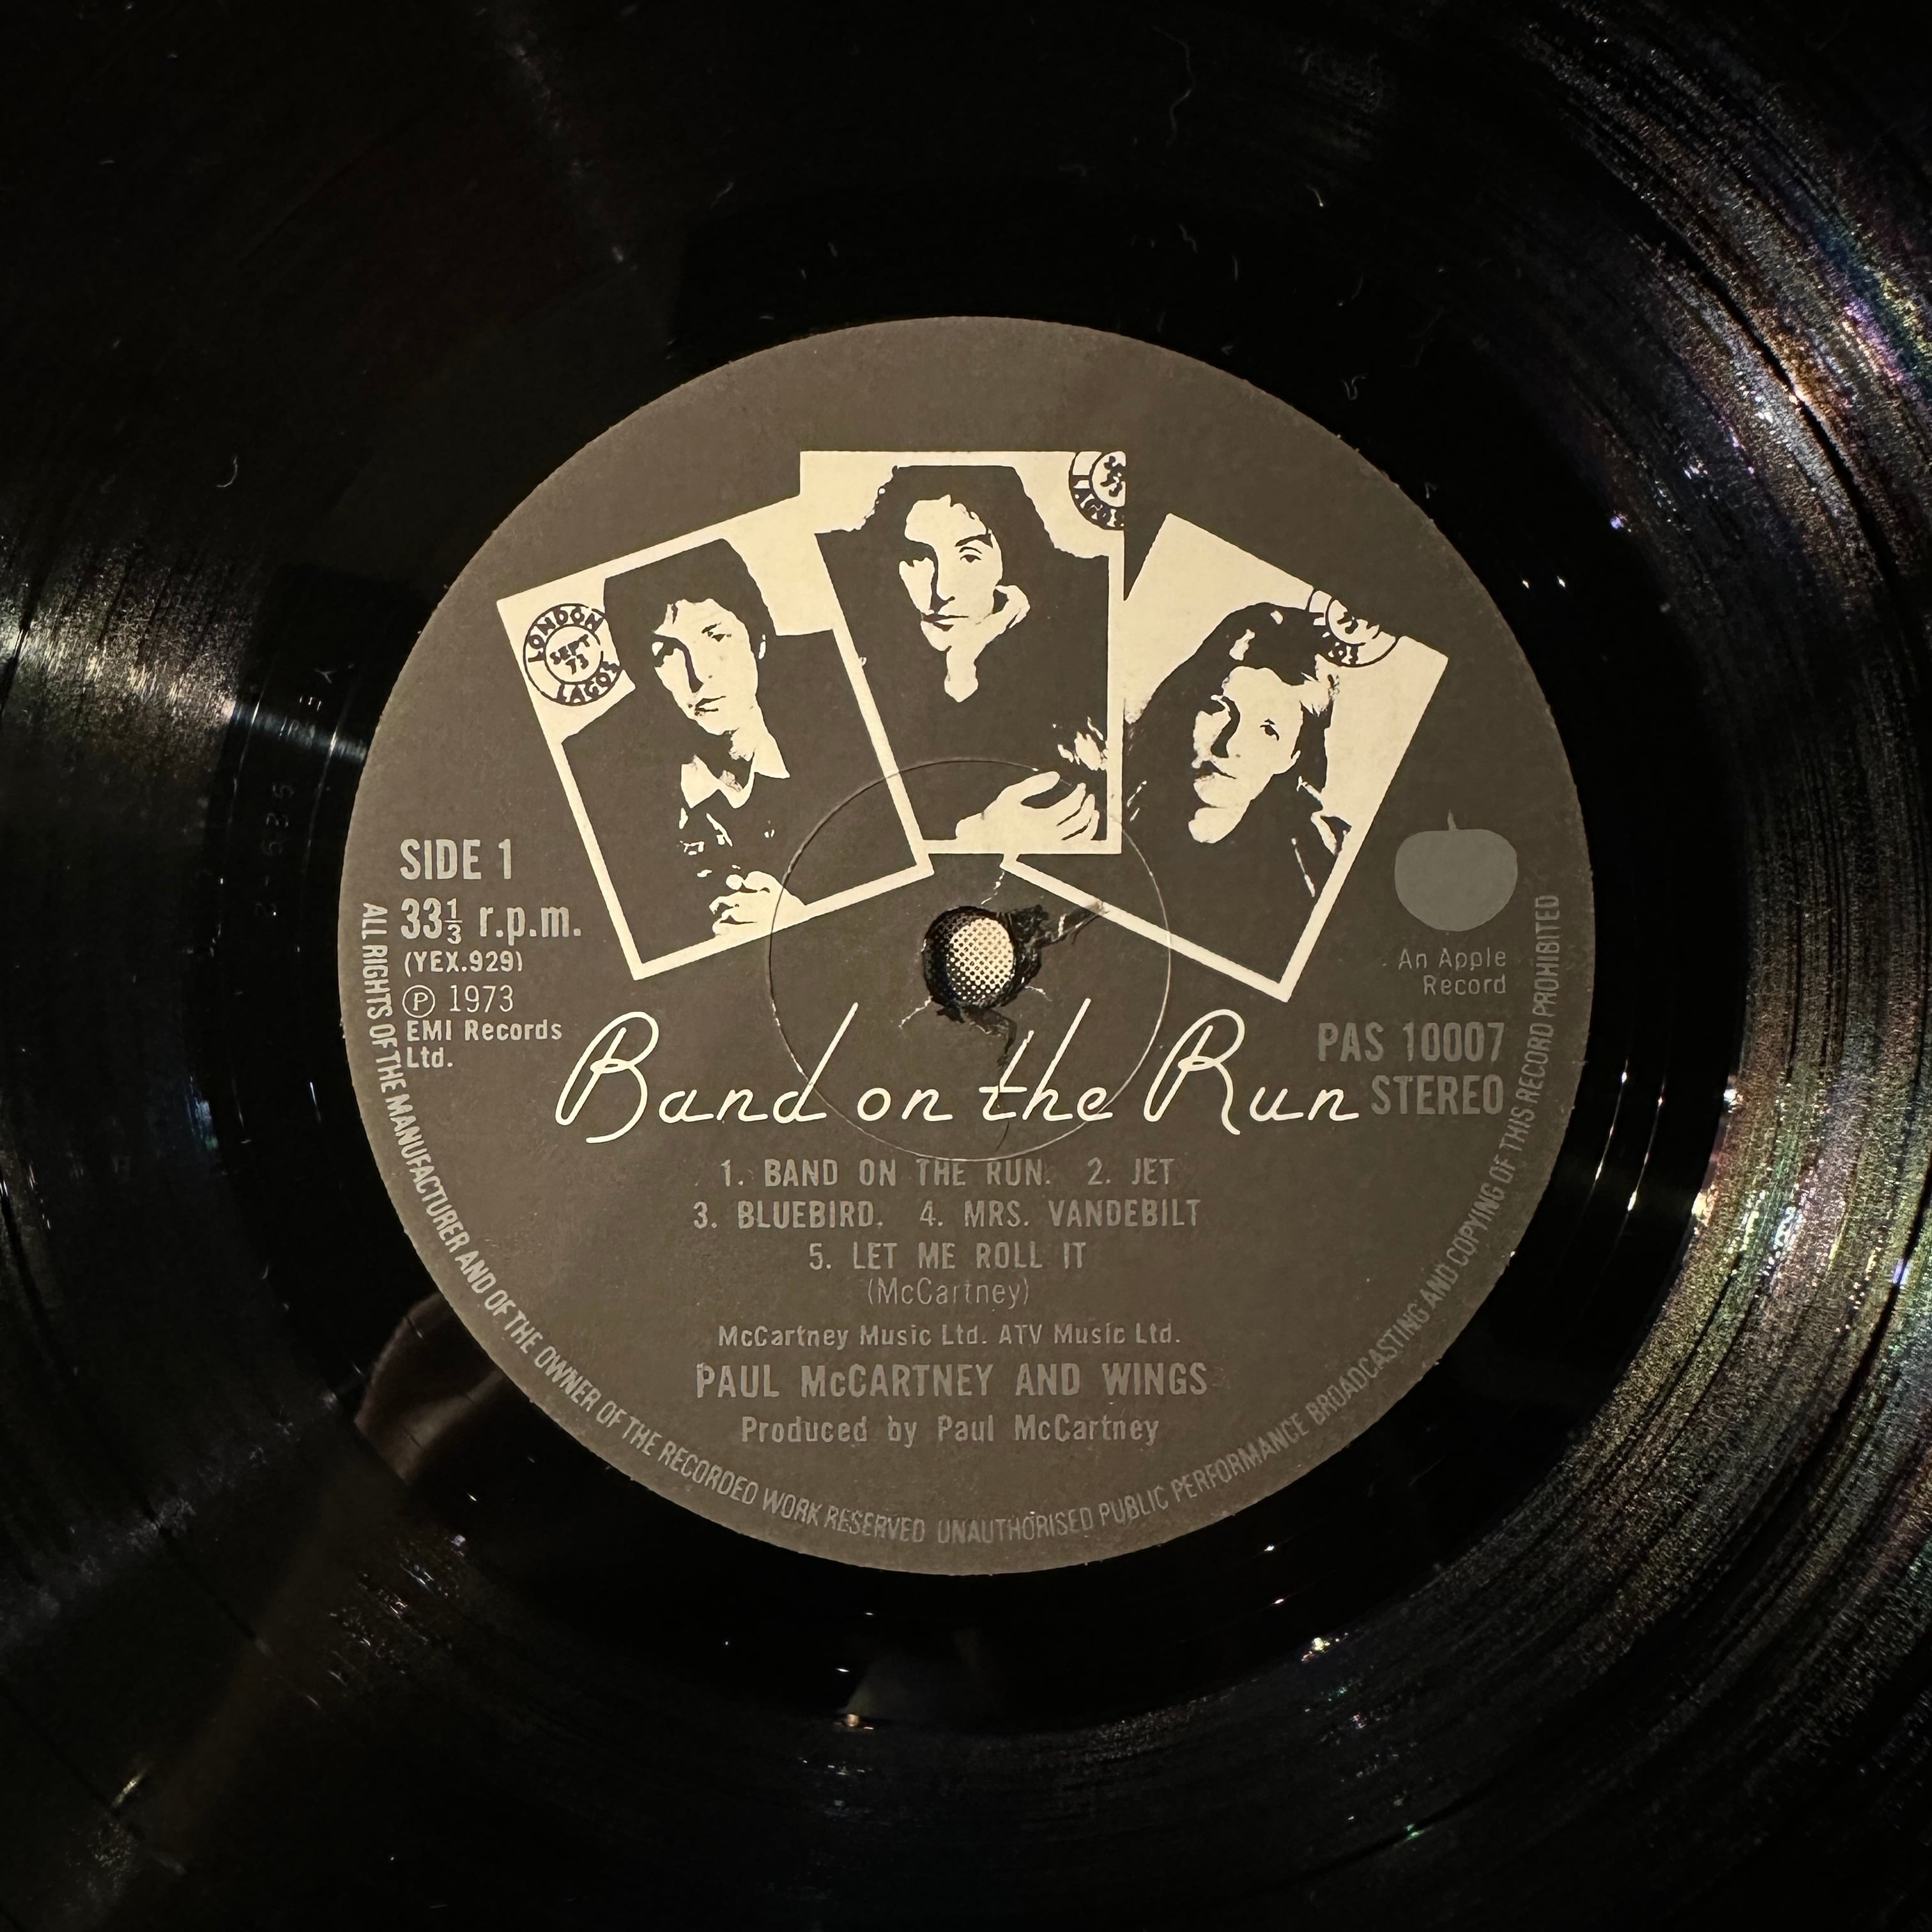 LONDON
SEPT
73
LAGOS
LAGOS
SIDE 1
33⅓ r.p.m.
(YEX.929)
Ⓟ 1973
EMI Records
Ltd.
An Apple
Record
PAS 10007
STEREO
Band on the Run
1. BAND ON THE RUN. 2. JET
3. BLUEBIRD. 4. MRS. VANDEBILT
5. LET ME ROLL IT
(McCartney)
McCartney Music Ltd. ATV Music Ltd.
PAUL McCARTNEY AND WINGS
Produced by Paul McCartney
ALL RIGHTS OF THE MANUFACTURER AND OF THE OWNER OF THE RECORDED WORK RESERVED UNAUTHORISED PUBLIC PERFORMANCE BROADCASTING AND COPYING OF THIS RECORD PROHIBITED